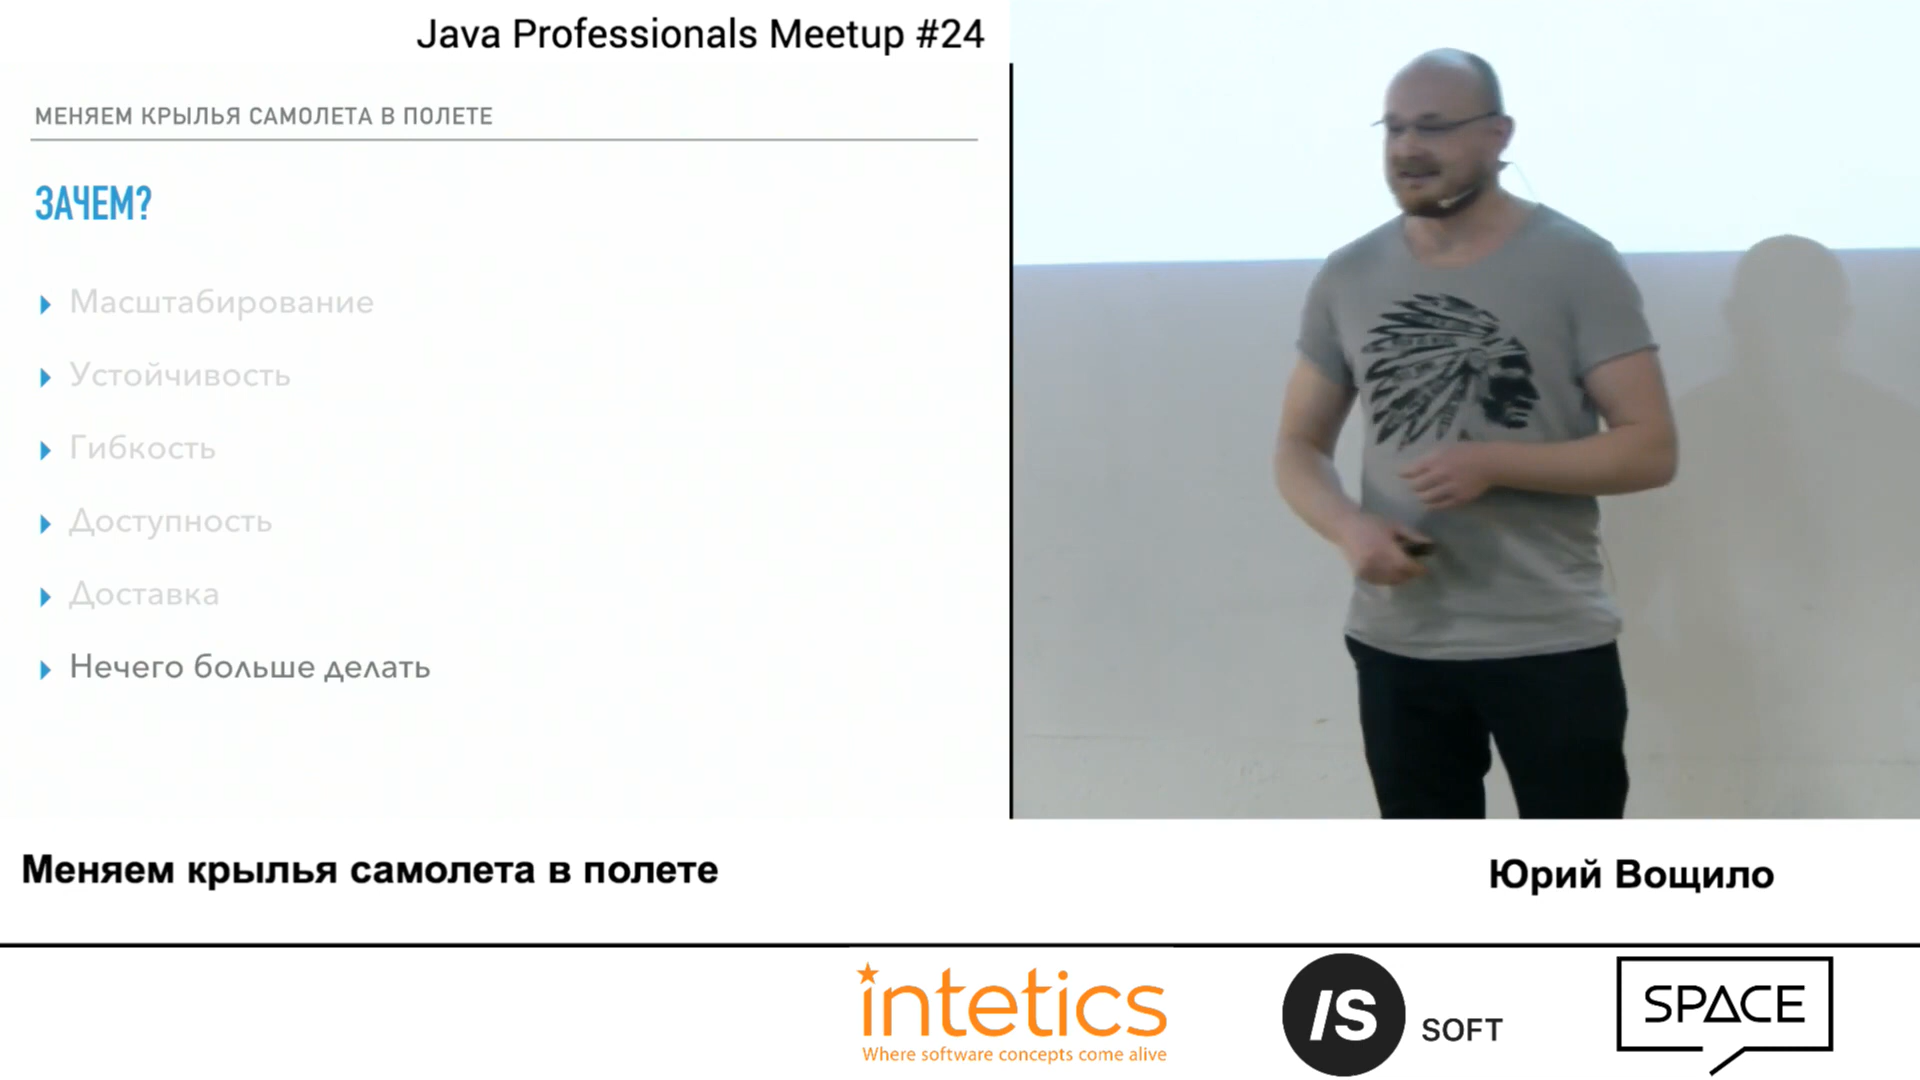 Java Professionals Meetup #24
МЕНЯЕМ КРЫЛЬЯ САМОЛЕТА В ПОЛЕТЕ
ЗАЧЕМ?
Масштабирование
Устойчивость
Гибкость
Доступность
Доставка
Нечего больше делать
Меняем крылья самолета в полете
Юрий Вощило
intetics
Where software concepts come alive
/S SOFT
SPACE